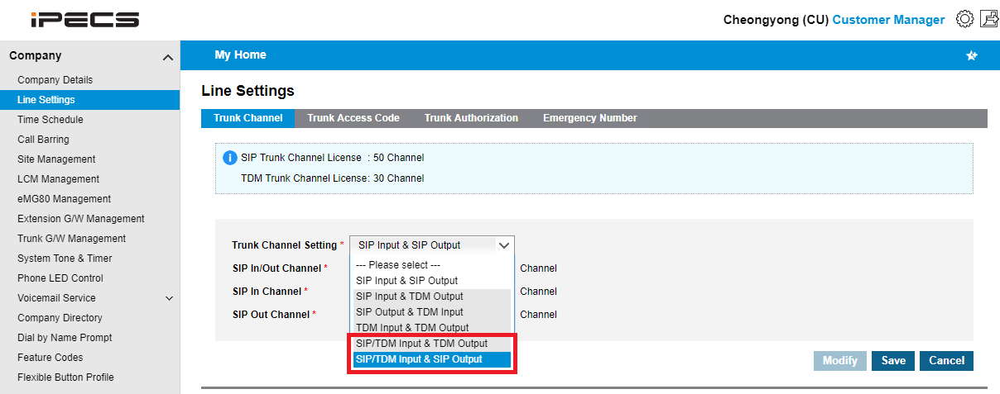 iPECS
Cheongyong (CU) Customer Manager
Company
Company Details
Line Settings
Time Schedule
Call Barring
Site Management
LCM Management
eMG80 Management
Extension G/W Management
Trunk G/W Management
System Tone & Timer
Phone LED Control
Voicemail Service
Company Directory
Dial by Name Prompt
Feature Codes
Flexible Button Profile
My Home
Line Settings
Trunk Channel Trunk Access Code Trunk Authorization Emergency Number
i SIP Trunk Channel License : 50 Channel
TDM Trunk Channel License: 30 Channel
Trunk Channel Setting * SIP Input & SIP Output
SIP In/Out Channel * Channel
SIP In Channel * Channel
SIP Out Channel * Channel
--- Please select ---
SIP Input & SIP Output
SIP Input & TDM Output
SIP Output & TDM Input
TDM Input & TDM Output
SIP/TDM Input & TDM Output
SIP/TDM Input & SIP Output
Modify Save Cancel